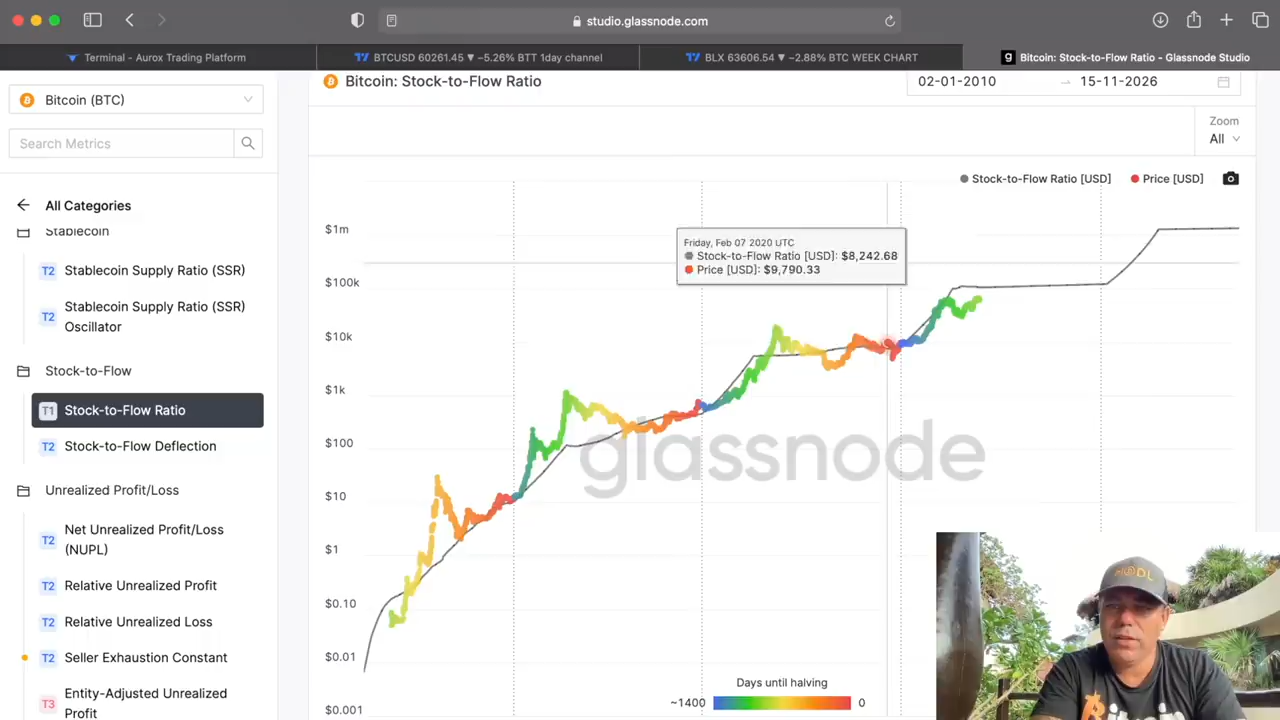 studio.glassnode.com
Terminal - Aurox Trading Platform
BTCUSD 60261.45 ▼ −5.26% BTT 1day channel
BLX 63606.54 ▼ −2.88% BTC WEEK CHART
g Bitcoin: Stock-to-Flow Ratio - Glassnode Studio
Bitcoin (BTC)
Search Metrics
All Categories
Stablecoin
T2 Stablecoin Supply Ratio (SSR)
T2 Stablecoin Supply Ratio (SSR)
Oscillator
Stock-to-Flow
T1 Stock-to-Flow Ratio
T2 Stock-to-Flow Deflection
Unrealized Profit/Loss
T2 Net Unrealized Profit/Loss
(NUPL)
T2 Relative Unrealized Profit
T2 Relative Unrealized Loss
T2 Seller Exhaustion Constant
T3 Entity-Adjusted Unrealized
Profit
Bitcoin: Stock-to-Flow Ratio
02-01-2010 → 15-11-2026
Zoom
All
Stock-to-Flow Ratio [USD] Price [USD]
$1m
$100k
$10k
$1k
$100
$10
$1
$0.10
$0.01
$0.001
Friday, Feb 07 2020 UTC
Stock-to-Flow Ratio [USD]: $8,242.68
Price [USD]: $9,790.33
glassnode
Days until halving
~1400 0